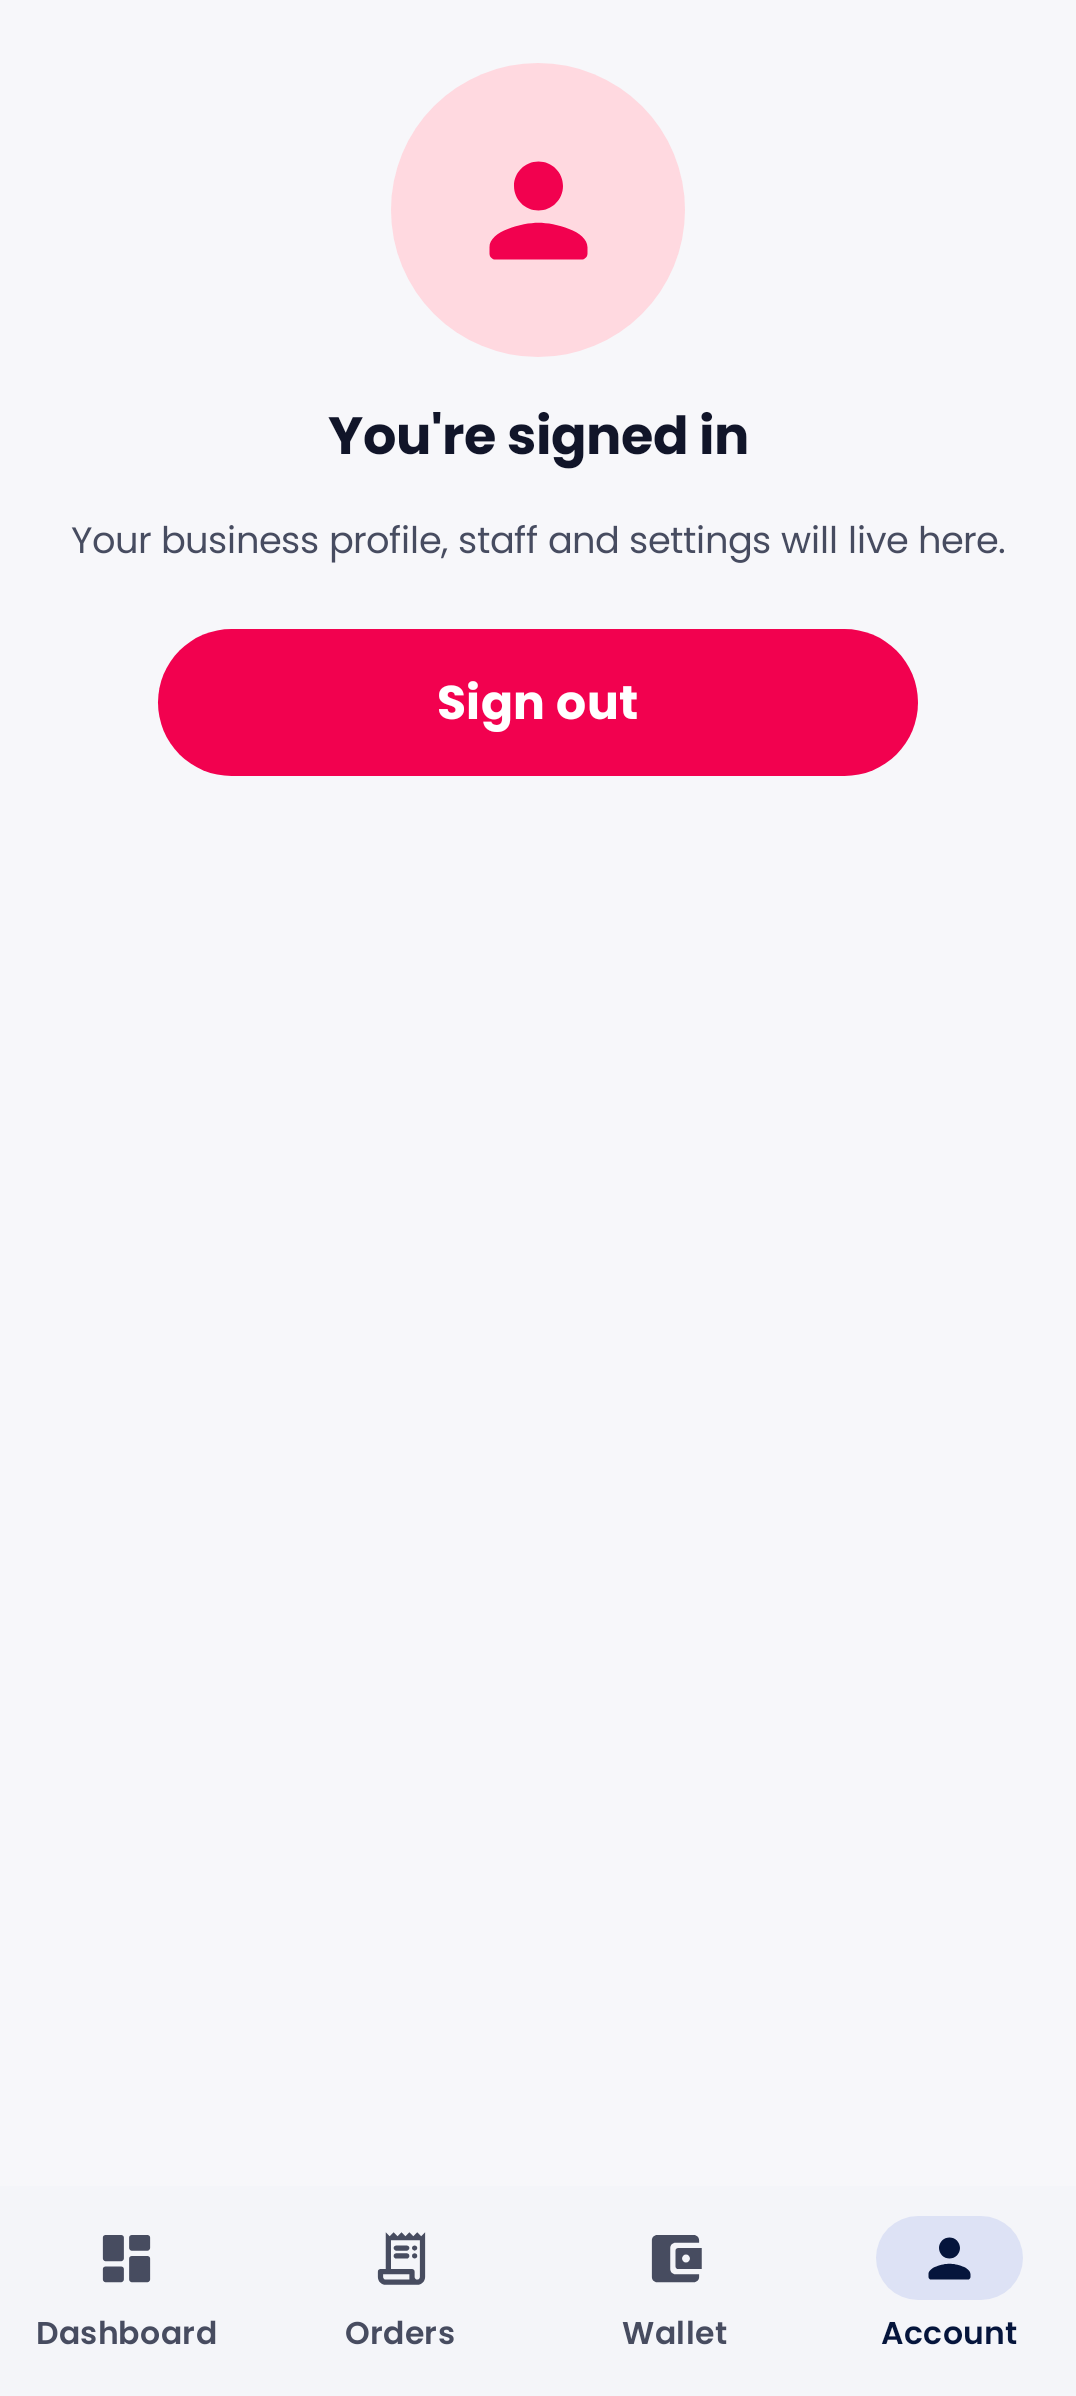 You're signed in
Your business profile, staff and settings will live here.
Sign out
Dashboard
Orders
Wallet
Account